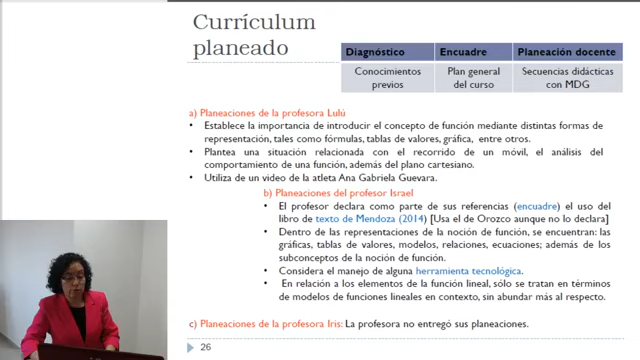 Currículum
planeado
Diagnóstico Encuadre Planeación docente
Conocimientos Plan general Secuencias didácticas
previos del curso con MDG
a) Planeaciones de la profesora Lulú
• Establece la importancia de introducir el concepto de función mediante distintas formas de
representación, tales como fórmulas, tablas de valores, gráfica, entre otros.
• Plantea una situación relacionada con el recorrido de un móvil, el análisis del
comportamiento de una función, además del plano cartesiano.
• Utiliza de un video de la atleta Ana Gabriela Guevara.
b) Planeaciones del profesor Israel
• El profesor declara como parte de sus referencias (encuadre) el uso del
libro de texto de Mendoza (2014) [Usa el de Orozco aunque no lo declara]
• Dentro de las representaciones de la noción de función, se encuentran: las
gráficas, tablas de valores, modelos, relaciones, ecuaciones; además de los
subconceptos de la noción de función.
• Considera el manejo de alguna herramienta tecnológica.
• En relación a los elementos de la función lineal, sólo se tratan en términos
de modelos de funciones lineales en contexto, sin abundar más al respecto.
c) Planeaciones de la profesora Iris: La profesora no entregó sus planeaciones.
26